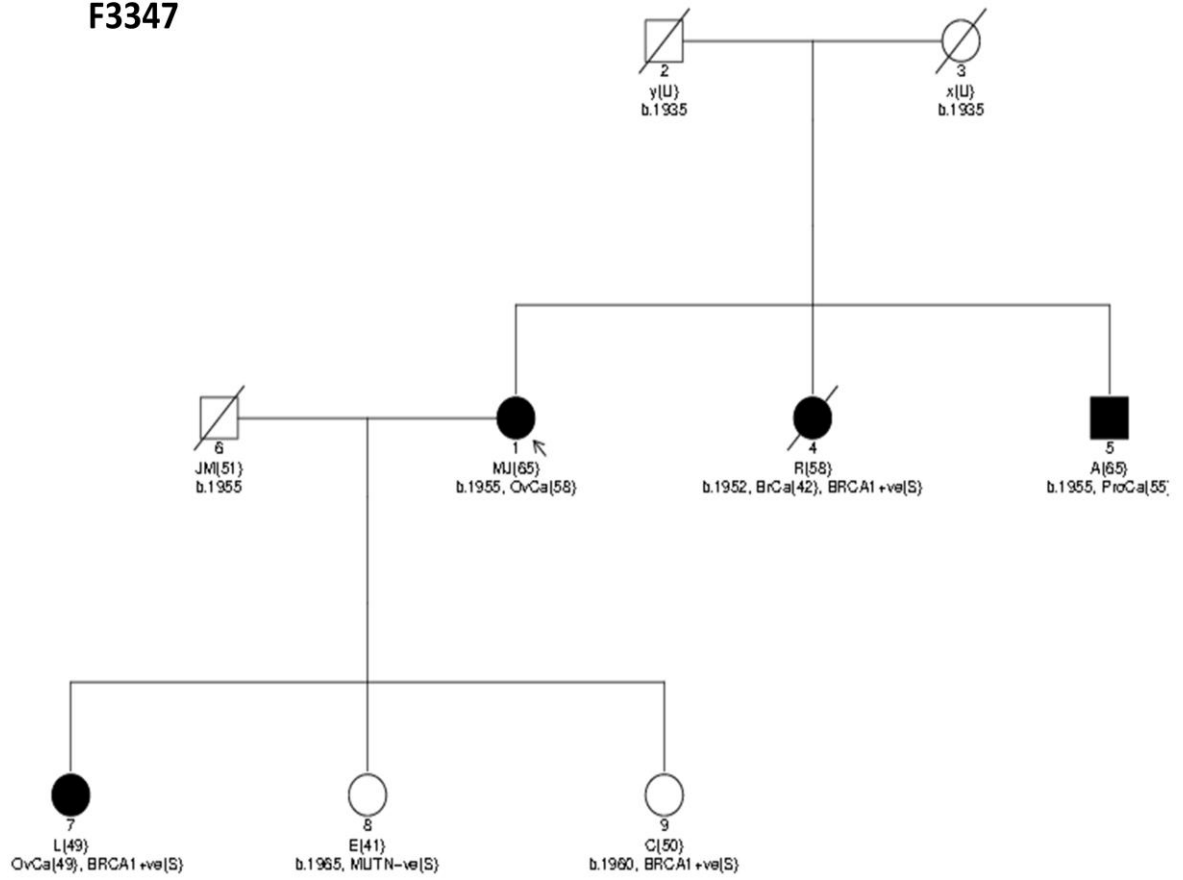 F3347
2
y(U)
b.1935
3
x(U)
b.1935
6
JM(51)
b.1955
1
MJ(65)
b.1955, OvCa(58)
4
R(58)
b.1952, BrCa(42), BRCA1+ve(S)
5
A(65)
b.1955, ProCa(55)
7
L(49)
OvCa(49), BRCA1+ve(S)
8
E(41)
b.1965, MUTN-ve(S)
9
C(50)
b.1960, BRCA1+ve(S)